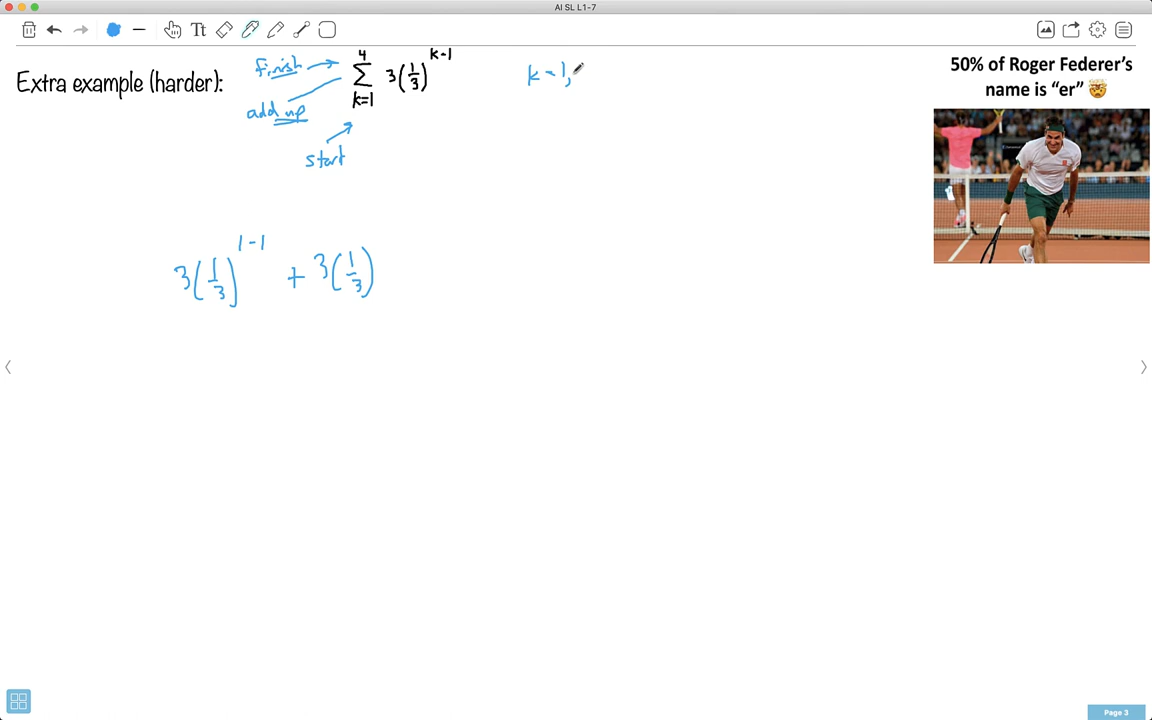 AI SL L1-7
Tt
Extra example (harder):
finish
add up
start
4
∑
k=1
3(1/3)^k-1
k=1,
50% of Roger Federer's
name is “er” 🤯
3(1/3)^1-1 + 3(1/3)
Page 3